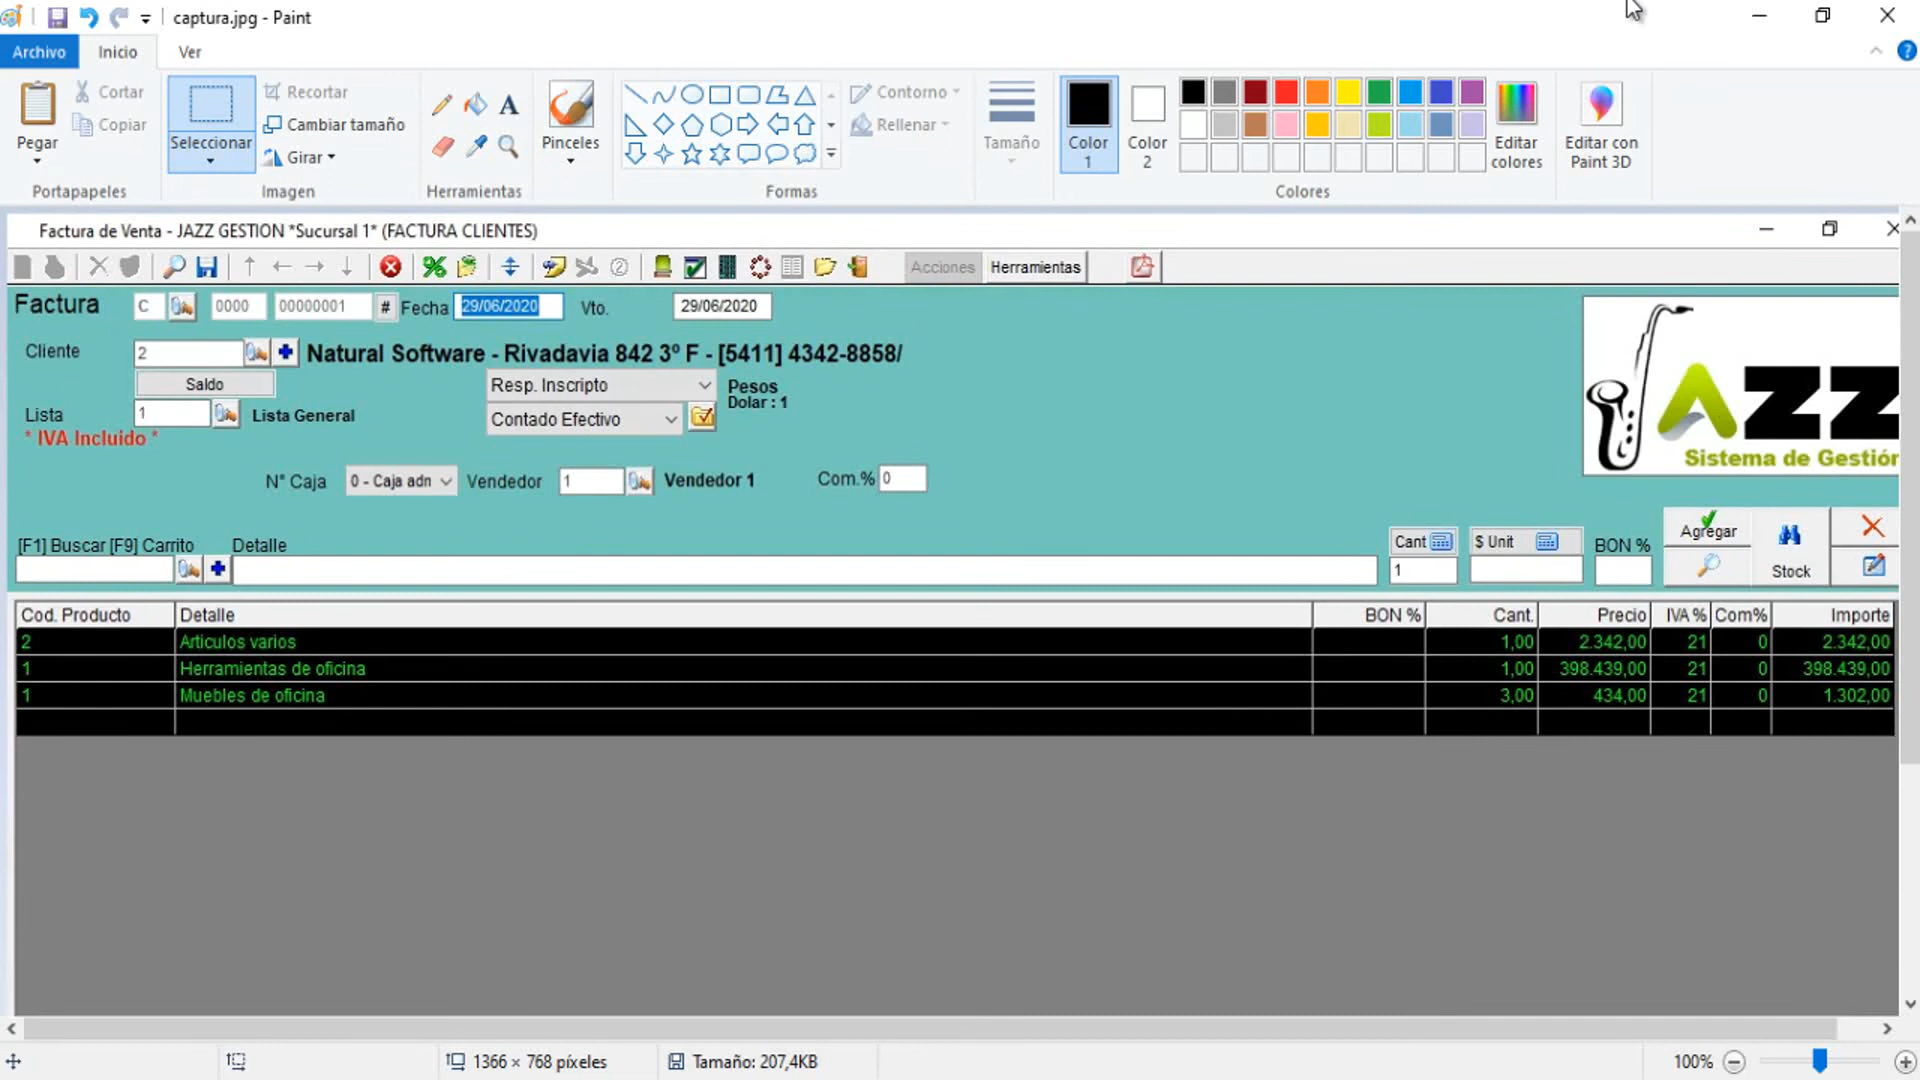 captura.jpg - Paint
Archivo Inicio Ver
Pegar
Cortar
Copiar
Portapapeles
Seleccionar
Recortar
Cambiar tamaño
Girar
Imagen
A
Herramientas
Pinceles
Formas
Contorno
Rellenar
Tamaño
Color 1
Color 2
Editar colores
Colores
Editar con Paint 3D
Factura de Venta - JAZZ GESTION *Sucursal 1* (FACTURA CLIENTES)
Acciones Herramientas
Factura C 0000 00000001 # Fecha 29/06/2020 Vto. 29/06/2020
Cliente 2 Natural Software - Rivadavia 842 3º F - [5411] 4342-8858/
Saldo Resp. Inscripto Pesos
Dolar : 1
Lista 1 Lista General Contado Efectivo
* IVA Incluido *
N° Caja 0 - Caja adn Vendedor 1 Vendedor 1 Com.% 0
AZZ
Sistema de Gestión
[F1] Buscar [F9] Carrito Detalle Cant $ Unit BON % Agregar
1 Stock
Cod. Producto Detalle BON % Cant. Precio IVA % Com% Importe
2 Articulos varios 1,00 2.342,00 21 0 2.342,00
1 Herramientas de oficina 1,00 398.439,00 21 0 398.439,00
1 Muebles de oficina 3,00 434,00 21 0 1.302,00
1366 × 768 píxeles Tamaño: 207,4KB 100%